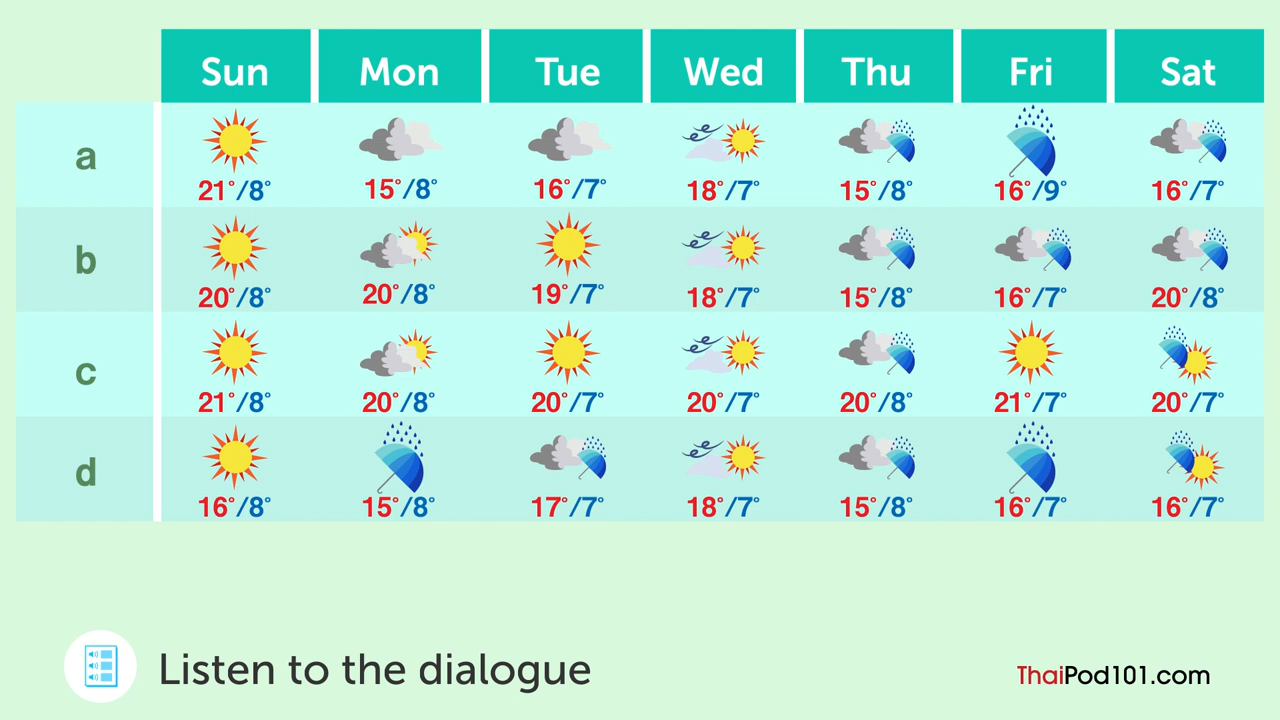 Sun Mon Tue Wed Thu Fri Sat
a
21°/8° 15°/8° 16°/7° 18°/7° 15°/8° 16°/9° 16°/7°
b
20°/8° 20°/8° 19°/7° 18°/7° 15°/8° 16°/7° 20°/8°
c
21°/8° 20°/8° 20°/7° 20°/7° 20°/8° 21°/7° 20°/7°
d
16°/8° 15°/8° 17°/7° 18°/7° 15°/8° 16°/7° 16°/7°
Listen to the dialogue
ThaiPod101.com